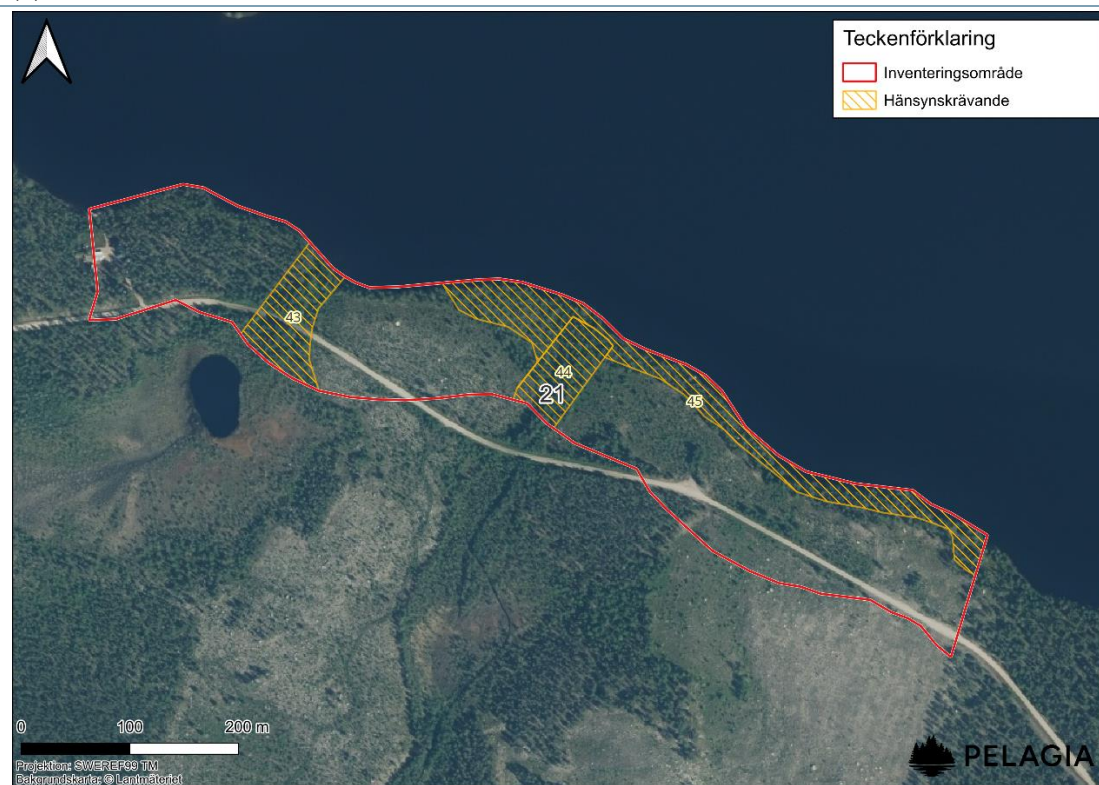 Teckenförklaring
Inventeringsområde
Hänsynskrävande
43
44
21
45
0 100 200 m
Projektion: SWEREF99 TM
Bakgrundskarta: © Lantmäteriet
PELAGIA